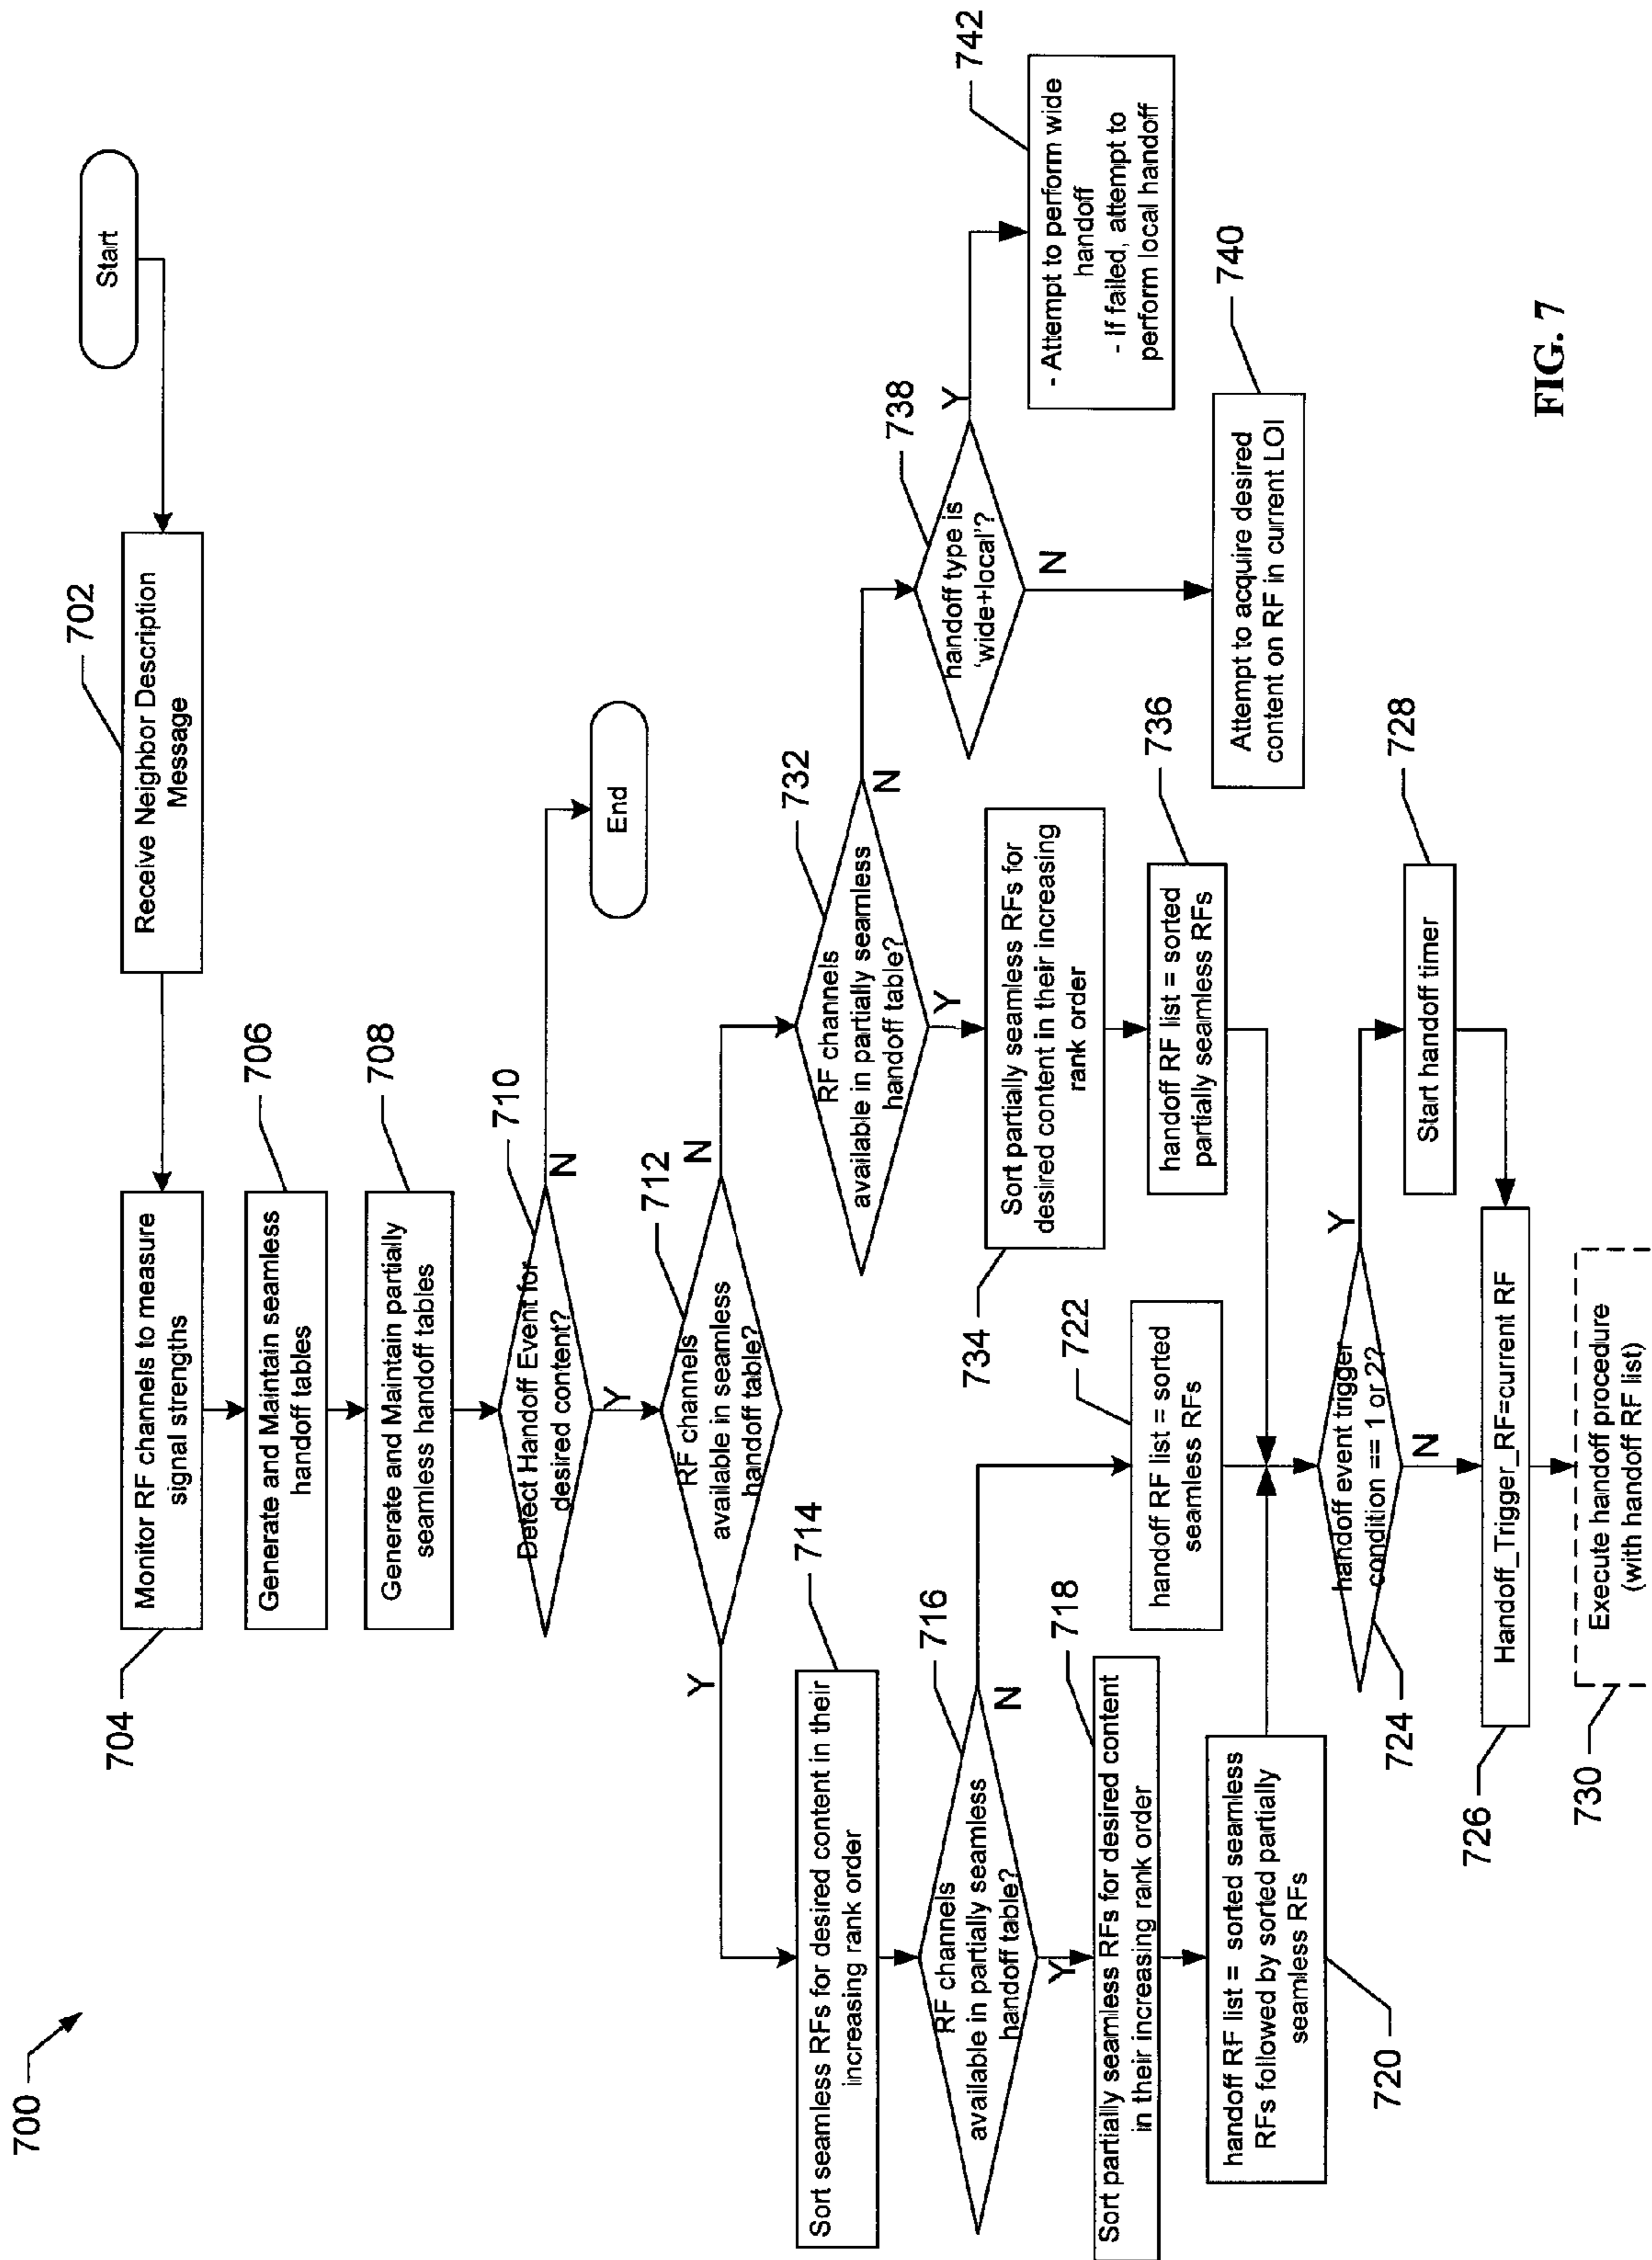 700
Start
702
Receive Neighbor Description
Message
704
Monitor RF channels to measure
signal strengths
706
Generate and Maintain seamless
handoff tables
708
Generate and Maintain partially
seamless handoff tables
710
Detect Handoff Event for
desired content?
N
End
Y
712
RF channels
available in seamless
handoff table?
Y
N
714
Sort seamless RFs for desired content in their
increasing rank order
716
RF channels
available in partially seamless
handoff table?
N
Y
718
Sort partially seamless RFs for desired content
in their increasing rank order
handoff RF list = sorted seamless
RFs followed by sorted partially
seamless RFs
720
722
handoff RF list = sorted
seamless RFs
732
RF channels
available in partially seamless
handoff table?
N
Y
734
Sort partially seamless RFs for
desired content in their increasing
rank order
736
handoff RF list = sorted
partially seamless RFs
738
handoff type is
'wide+local'?
Y
N
742
- Attempt to perform wide
handoff
- If failed, attempt to
perform local handoff
740
Attempt to acquire desired
content on RF in current LOI
724
handoff event trigger
condition == 1 or 2?
Y
N
728
Start handoff timer
726
Handoff_Trigger_RF=current RF
730
Execute handoff procedure
(with handoff RF list)
FIG. 7